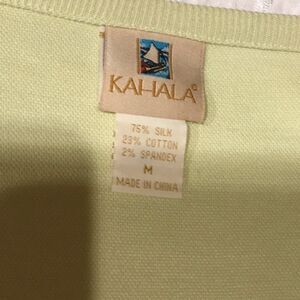 KAHALA®
75% SILK
23% COTTON
2% SPANDEX
M
MADE IN CHINA